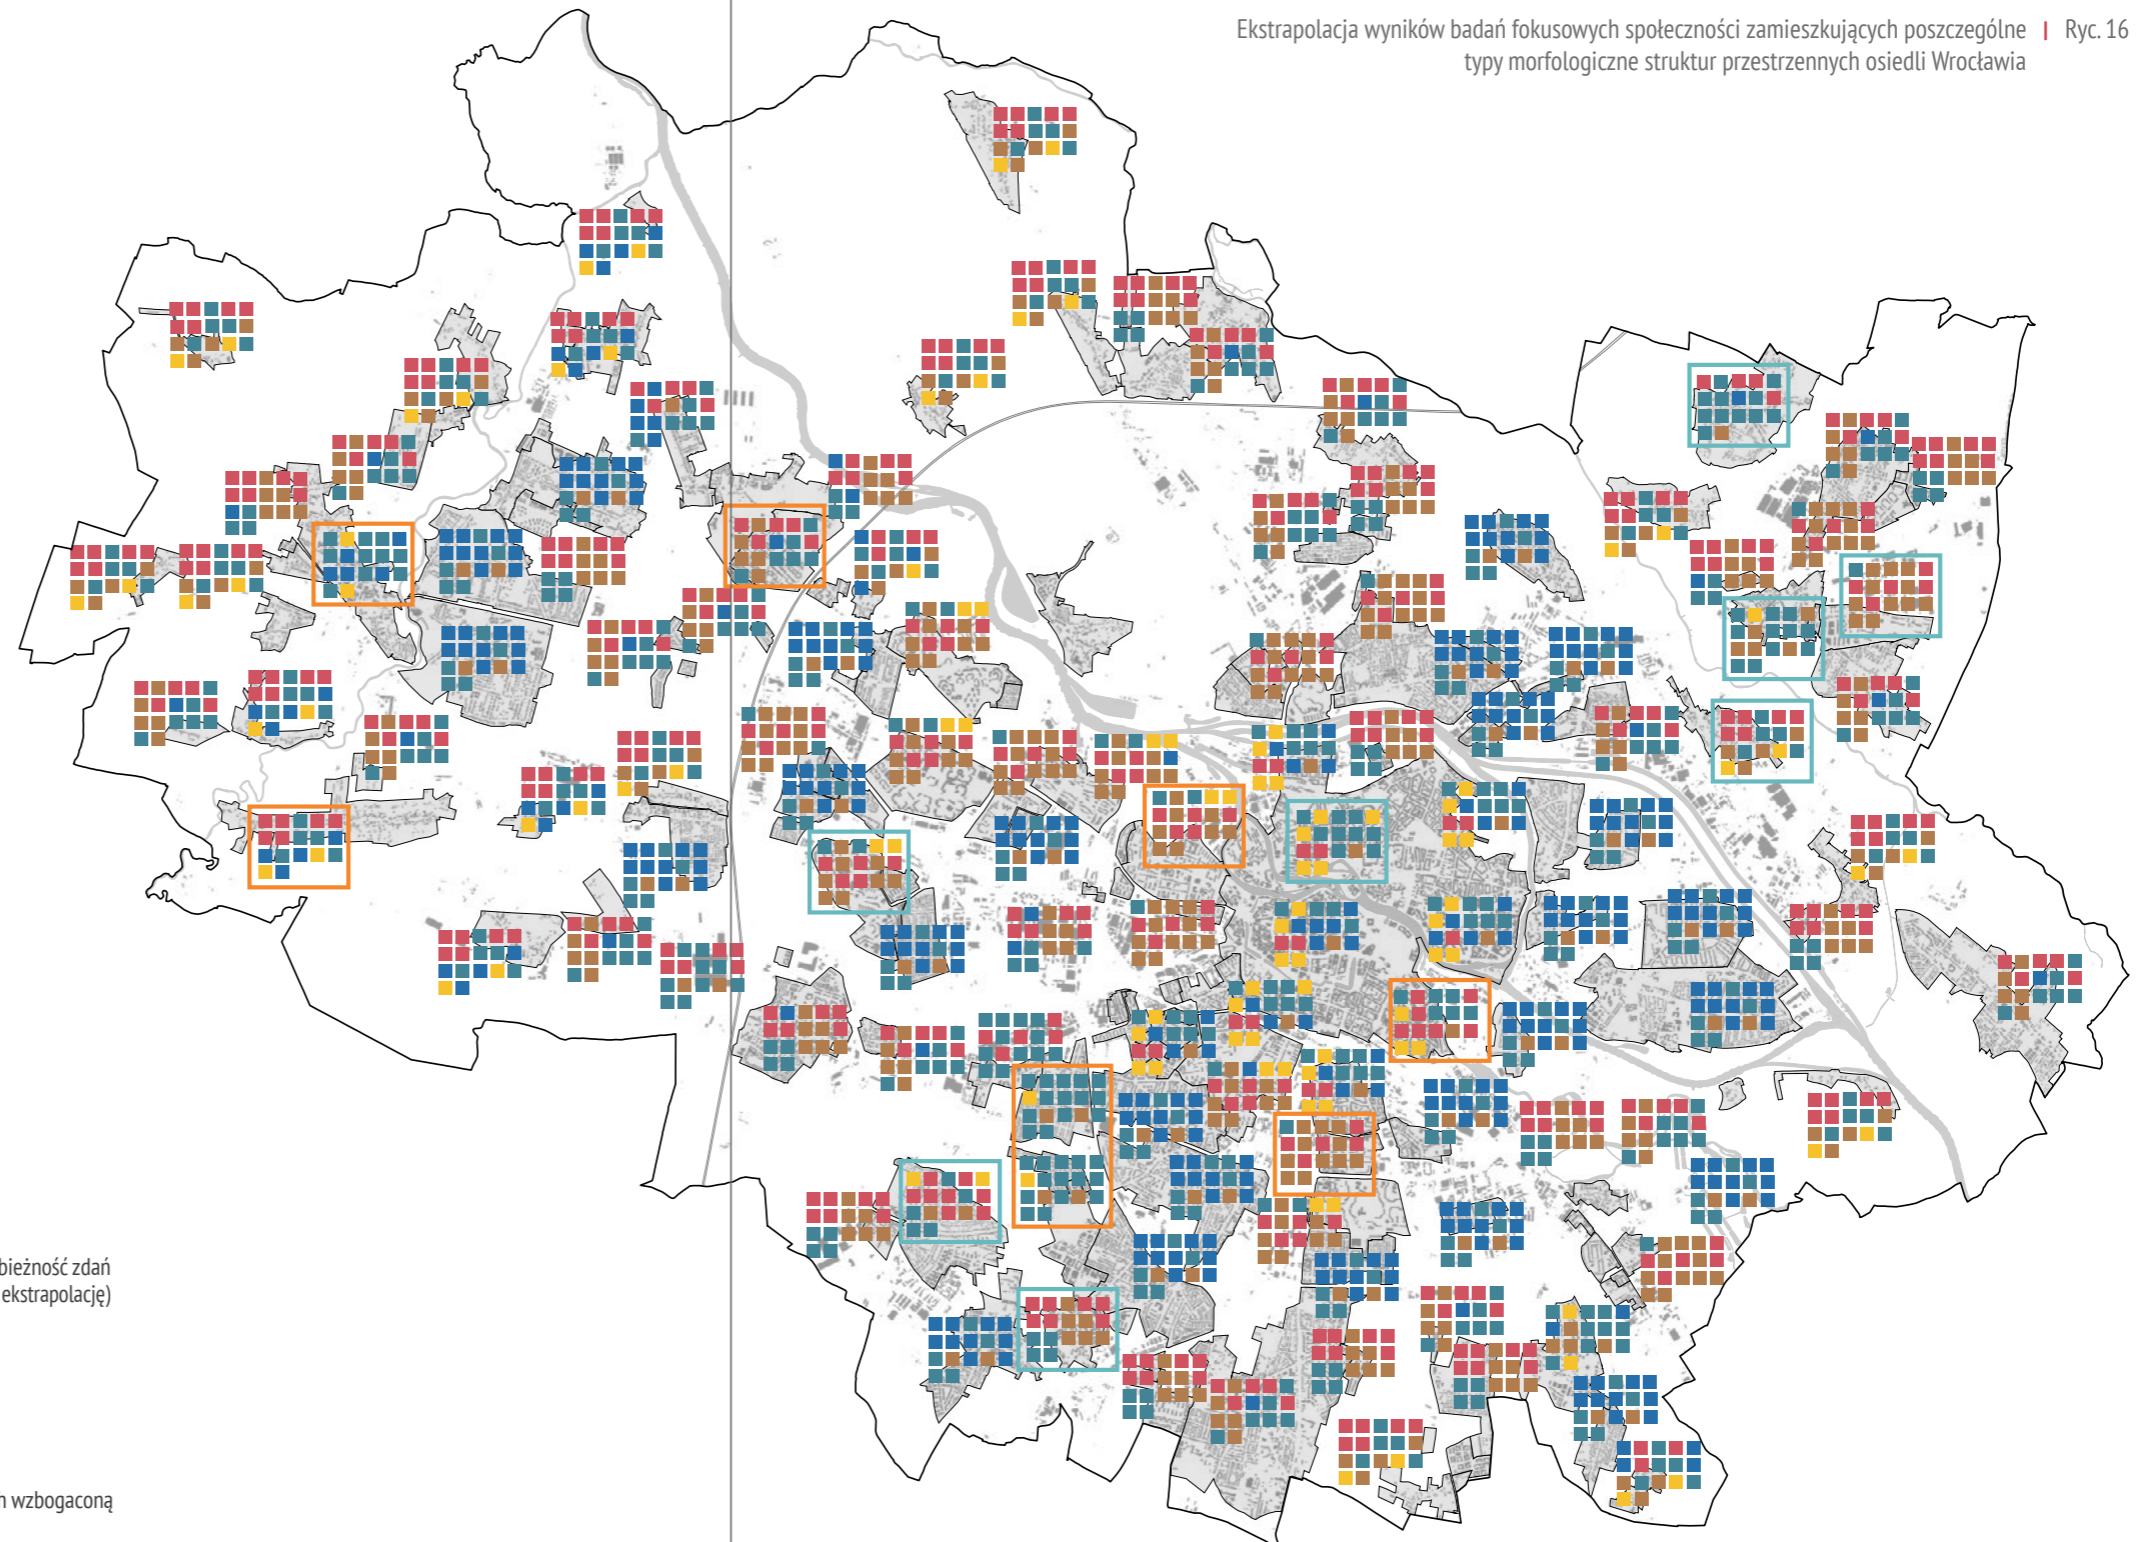 Ekstrapolacja wyników badań fokusowych społeczności zamieszkujących poszczególne | Ryc. 16
typy morfologiczne struktur przestrzennych osiedli Wrocławia
bieżność zdań
ekstrapolację)
h wzbogaconą